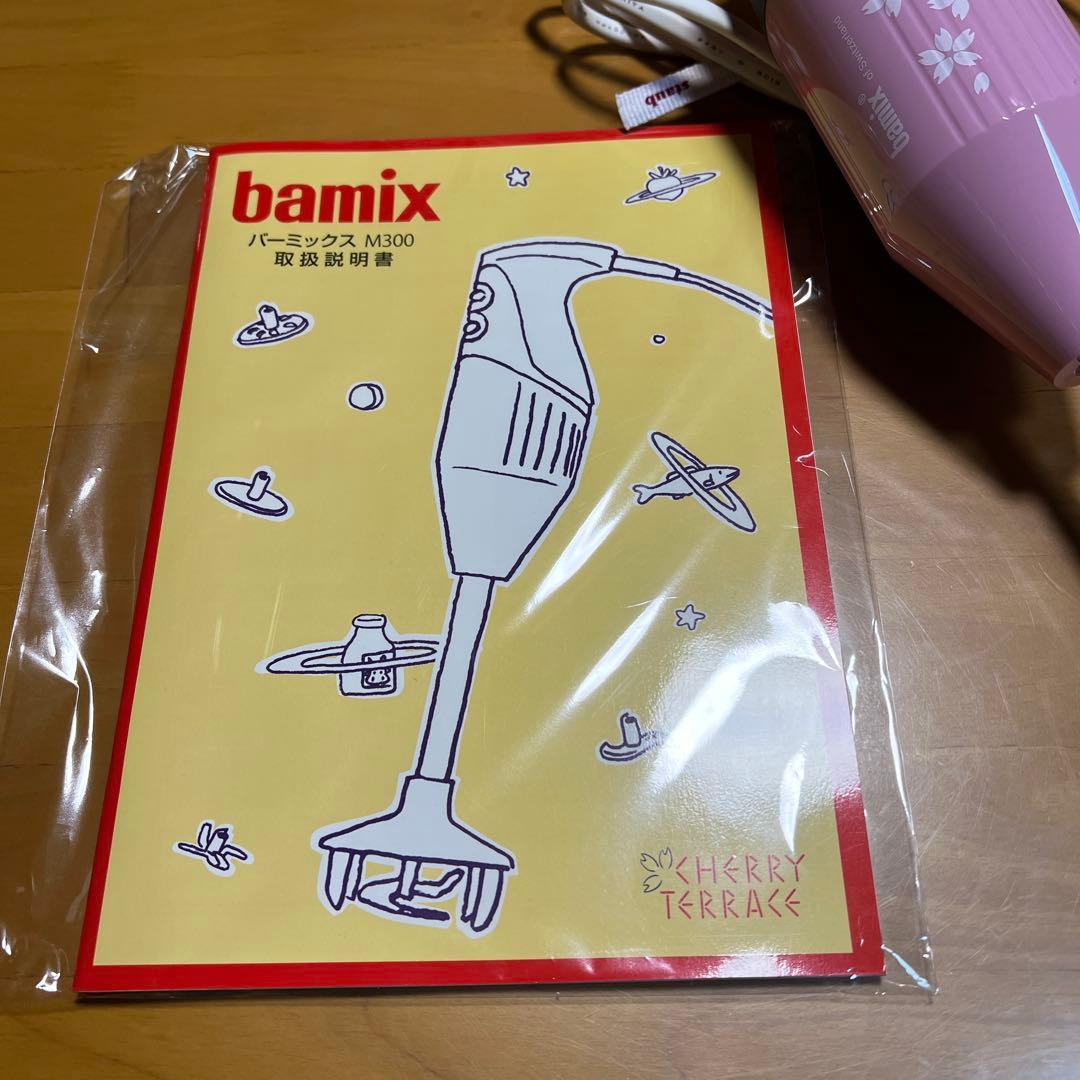 bamix
バーミックス M300
取扱説明書
CHERRY
TERRACE
staub
bamix®
of Switzerland